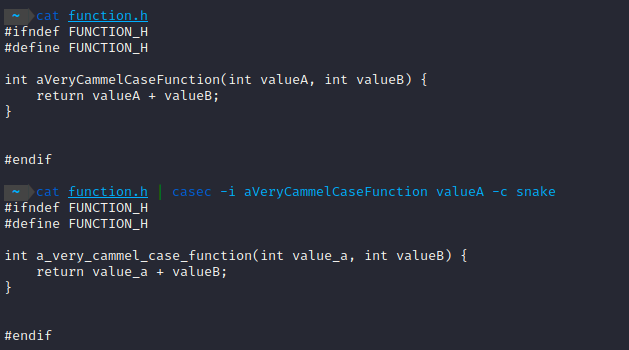 ~ cat function.h
#ifndef FUNCTION_H
#define FUNCTION_H
int aVeryCammelCaseFunction(int valueA, int valueB) {
    return valueA + valueB;
}
#endif
~ cat function.h | casec -i aVeryCammelCaseFunction valueA -c snake
#ifndef FUNCTION_H
#define FUNCTION_H
int a_very_cammel_case_function(int value_a, int valueB) {
    return value_a + valueB;
}
#endif